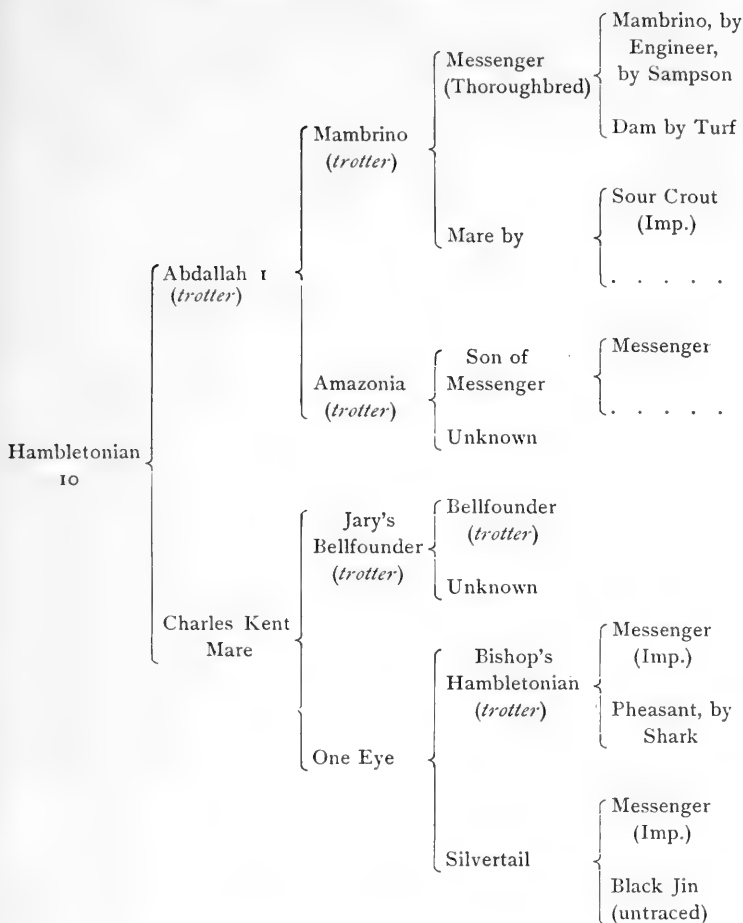 Mambrino, by
Engineer,
by Sampson
Messenger
(Thoroughbred)
Dam by Turf
Mambrino
(trotter)
Sour Crout
(Imp.)
Mare by
. . . . .
Abdallah 1
(trotter)
Messenger
Son of
Messenger
Amazonia
(trotter)
. . . . .
Unknown
Hambletonian
10
Bellfounder
(trotter)
Jary's
Bellfounder
(trotter)
Unknown
Charles Kent
Mare
Messenger
(Imp.)
Bishop's
Hambletonian
(trotter)
Pheasant, by
Shark
One Eye
Messenger
(Imp.)
Silvertail
Black Jin
(untraced)